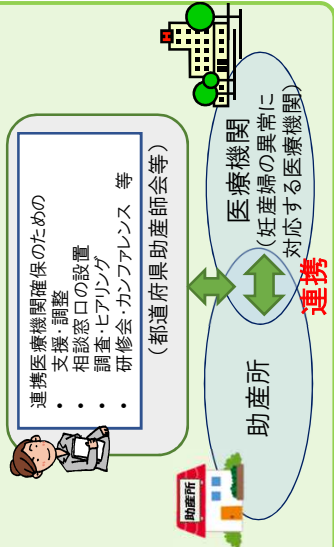 連携医療機関確保のための
・ 支援・調整
・ 相談窓口の設置
・ 調査・ヒアリング
・ 研修会・カンファレンス 等
(都道府県助産師会等)
助産所
助産所
医療機関
(妊産婦の異常に
対応する医療機関)
連携
H